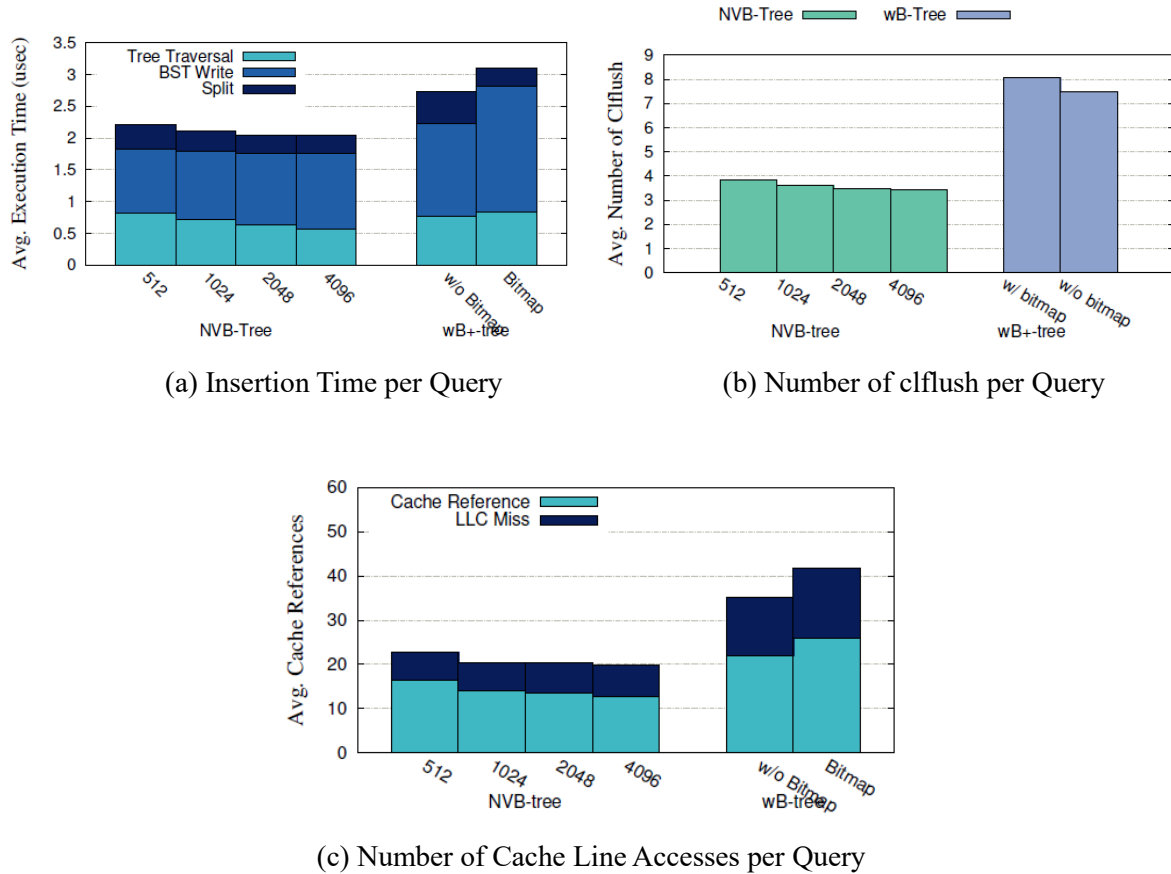 Avg. Execution Time (usec)
3.5
3
2.5
2
1.5
1
0.5
0
Tree Traversal
BST Write
Split
512
1024
2048
4096
w/o Bitmap
Bitmap
NVB-Tree
wB+-tree
(a) Insertion Time per Query
NVB-Tree
wB-Tree
Avg. Number of Clflush
9
8
7
6
5
4
3
2
1
0
512
1024
2048
4096
w/ bitmap
w/o bitmap
NVB-tree
wB+-tree
(b) Number of clflush per Query
Avg. Cache References
60
50
40
30
20
10
0
Cache Reference
LLC Miss
512
1024
2048
4096
w/o Bitmap
Bitmap
NVB-tree
wB-tree
(c) Number of Cache Line Accesses per Query